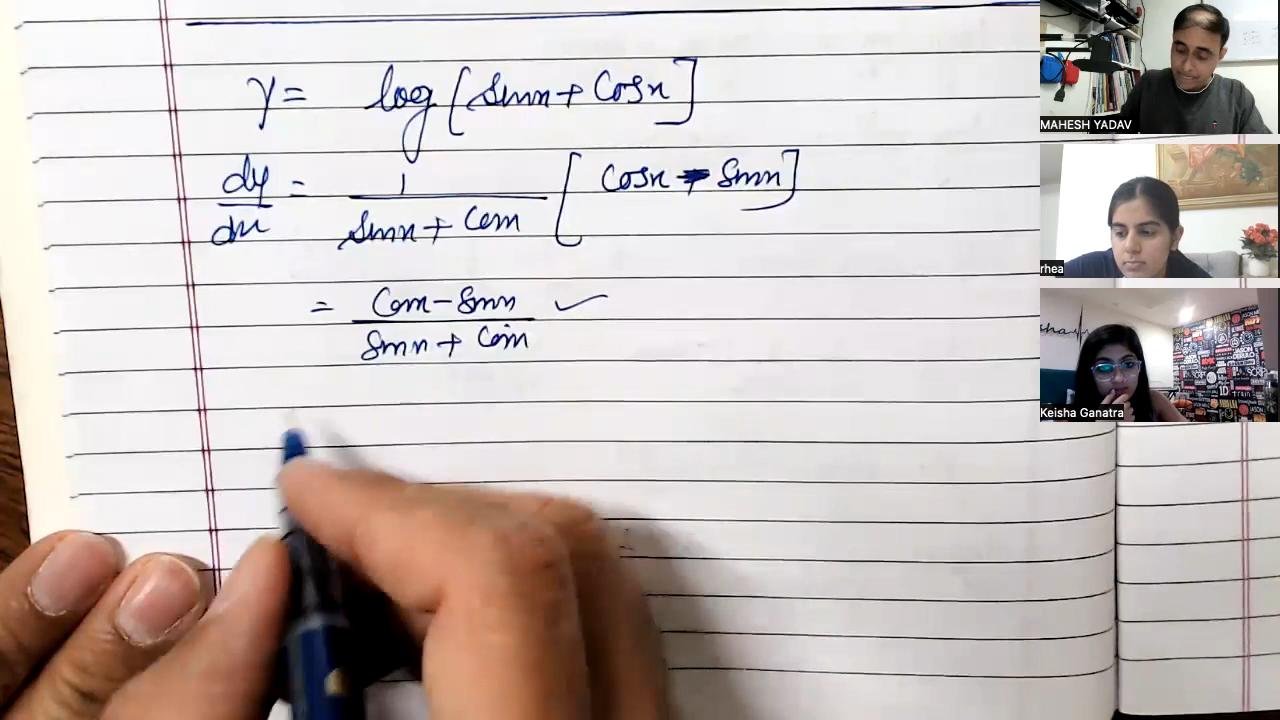 y = log [sinx + cosx]
dy/dx = 1/(sinx + cosx) [cosx - sinx]
= (cosx - sinx)/(sinx + cosx) ✓
MAHESH YADAV
rhea
Keisha Ganatra